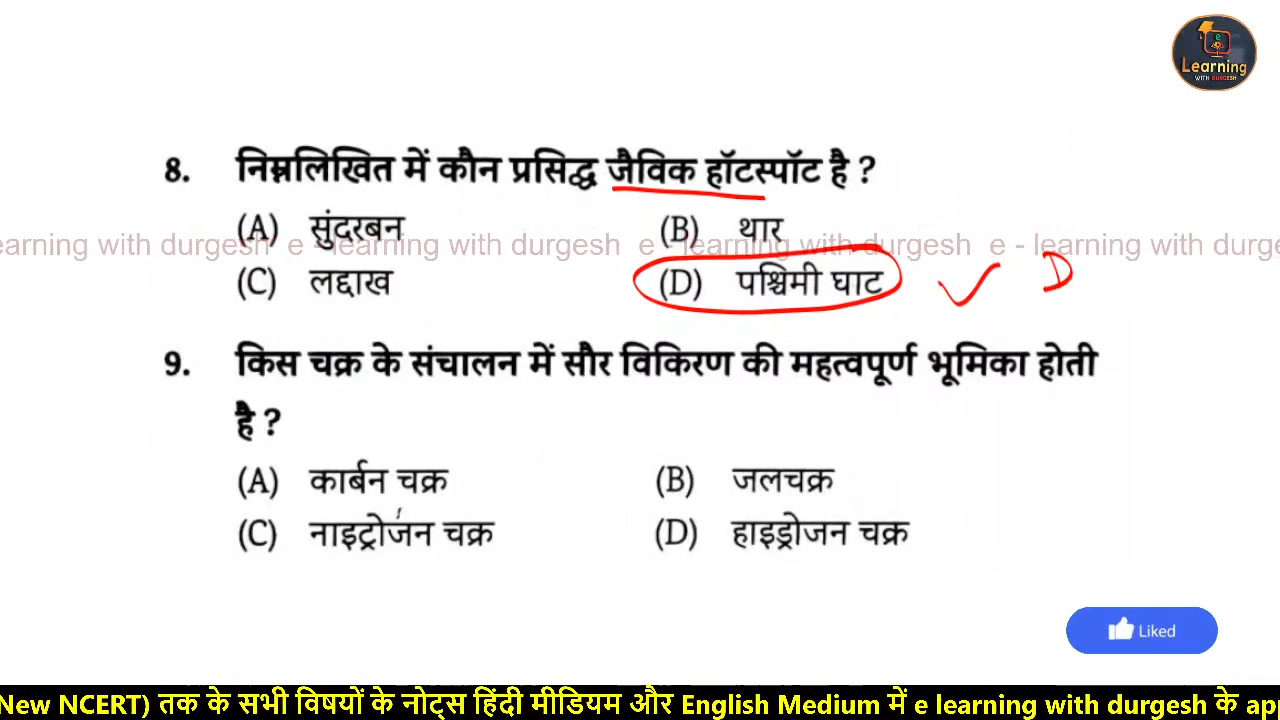 e
Learning
WITH DURGESH
8. निम्नलिखित में कौन प्रसिद्ध जैविक हॉटस्पॉट है ?
(A) सुंदरबन (B) थार
earning with durgesh e - learning with durgesh e - learning with durgesh e - learning with durge
(C) लद्दाख (D) पश्चिमी घाट D
9. किस चक्र के संचालन में सौर विकिरण की महत्वपूर्ण भूमिका होती
है ?
(A) कार्बन चक्र (B) जलचक्र
(C) नाइट्रोजन चक्र (D) हाइड्रोजन चक्र
Liked
New NCERT) तक के सभी विषयों के नोट्स हिंदी मीडियम और English Medium में e learning with durgesh के ap